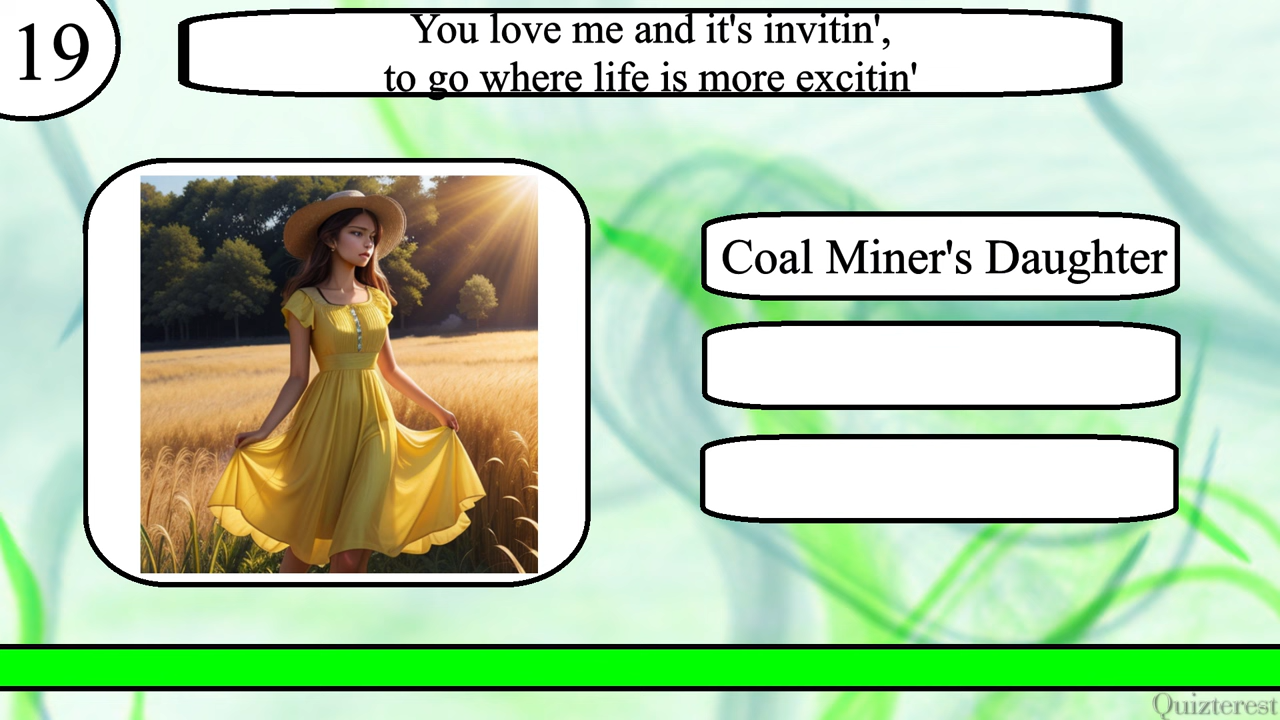 19
You love me and it's invitin',
to go where life is more excitin'
Coal Miner's Daughter
Quizterest